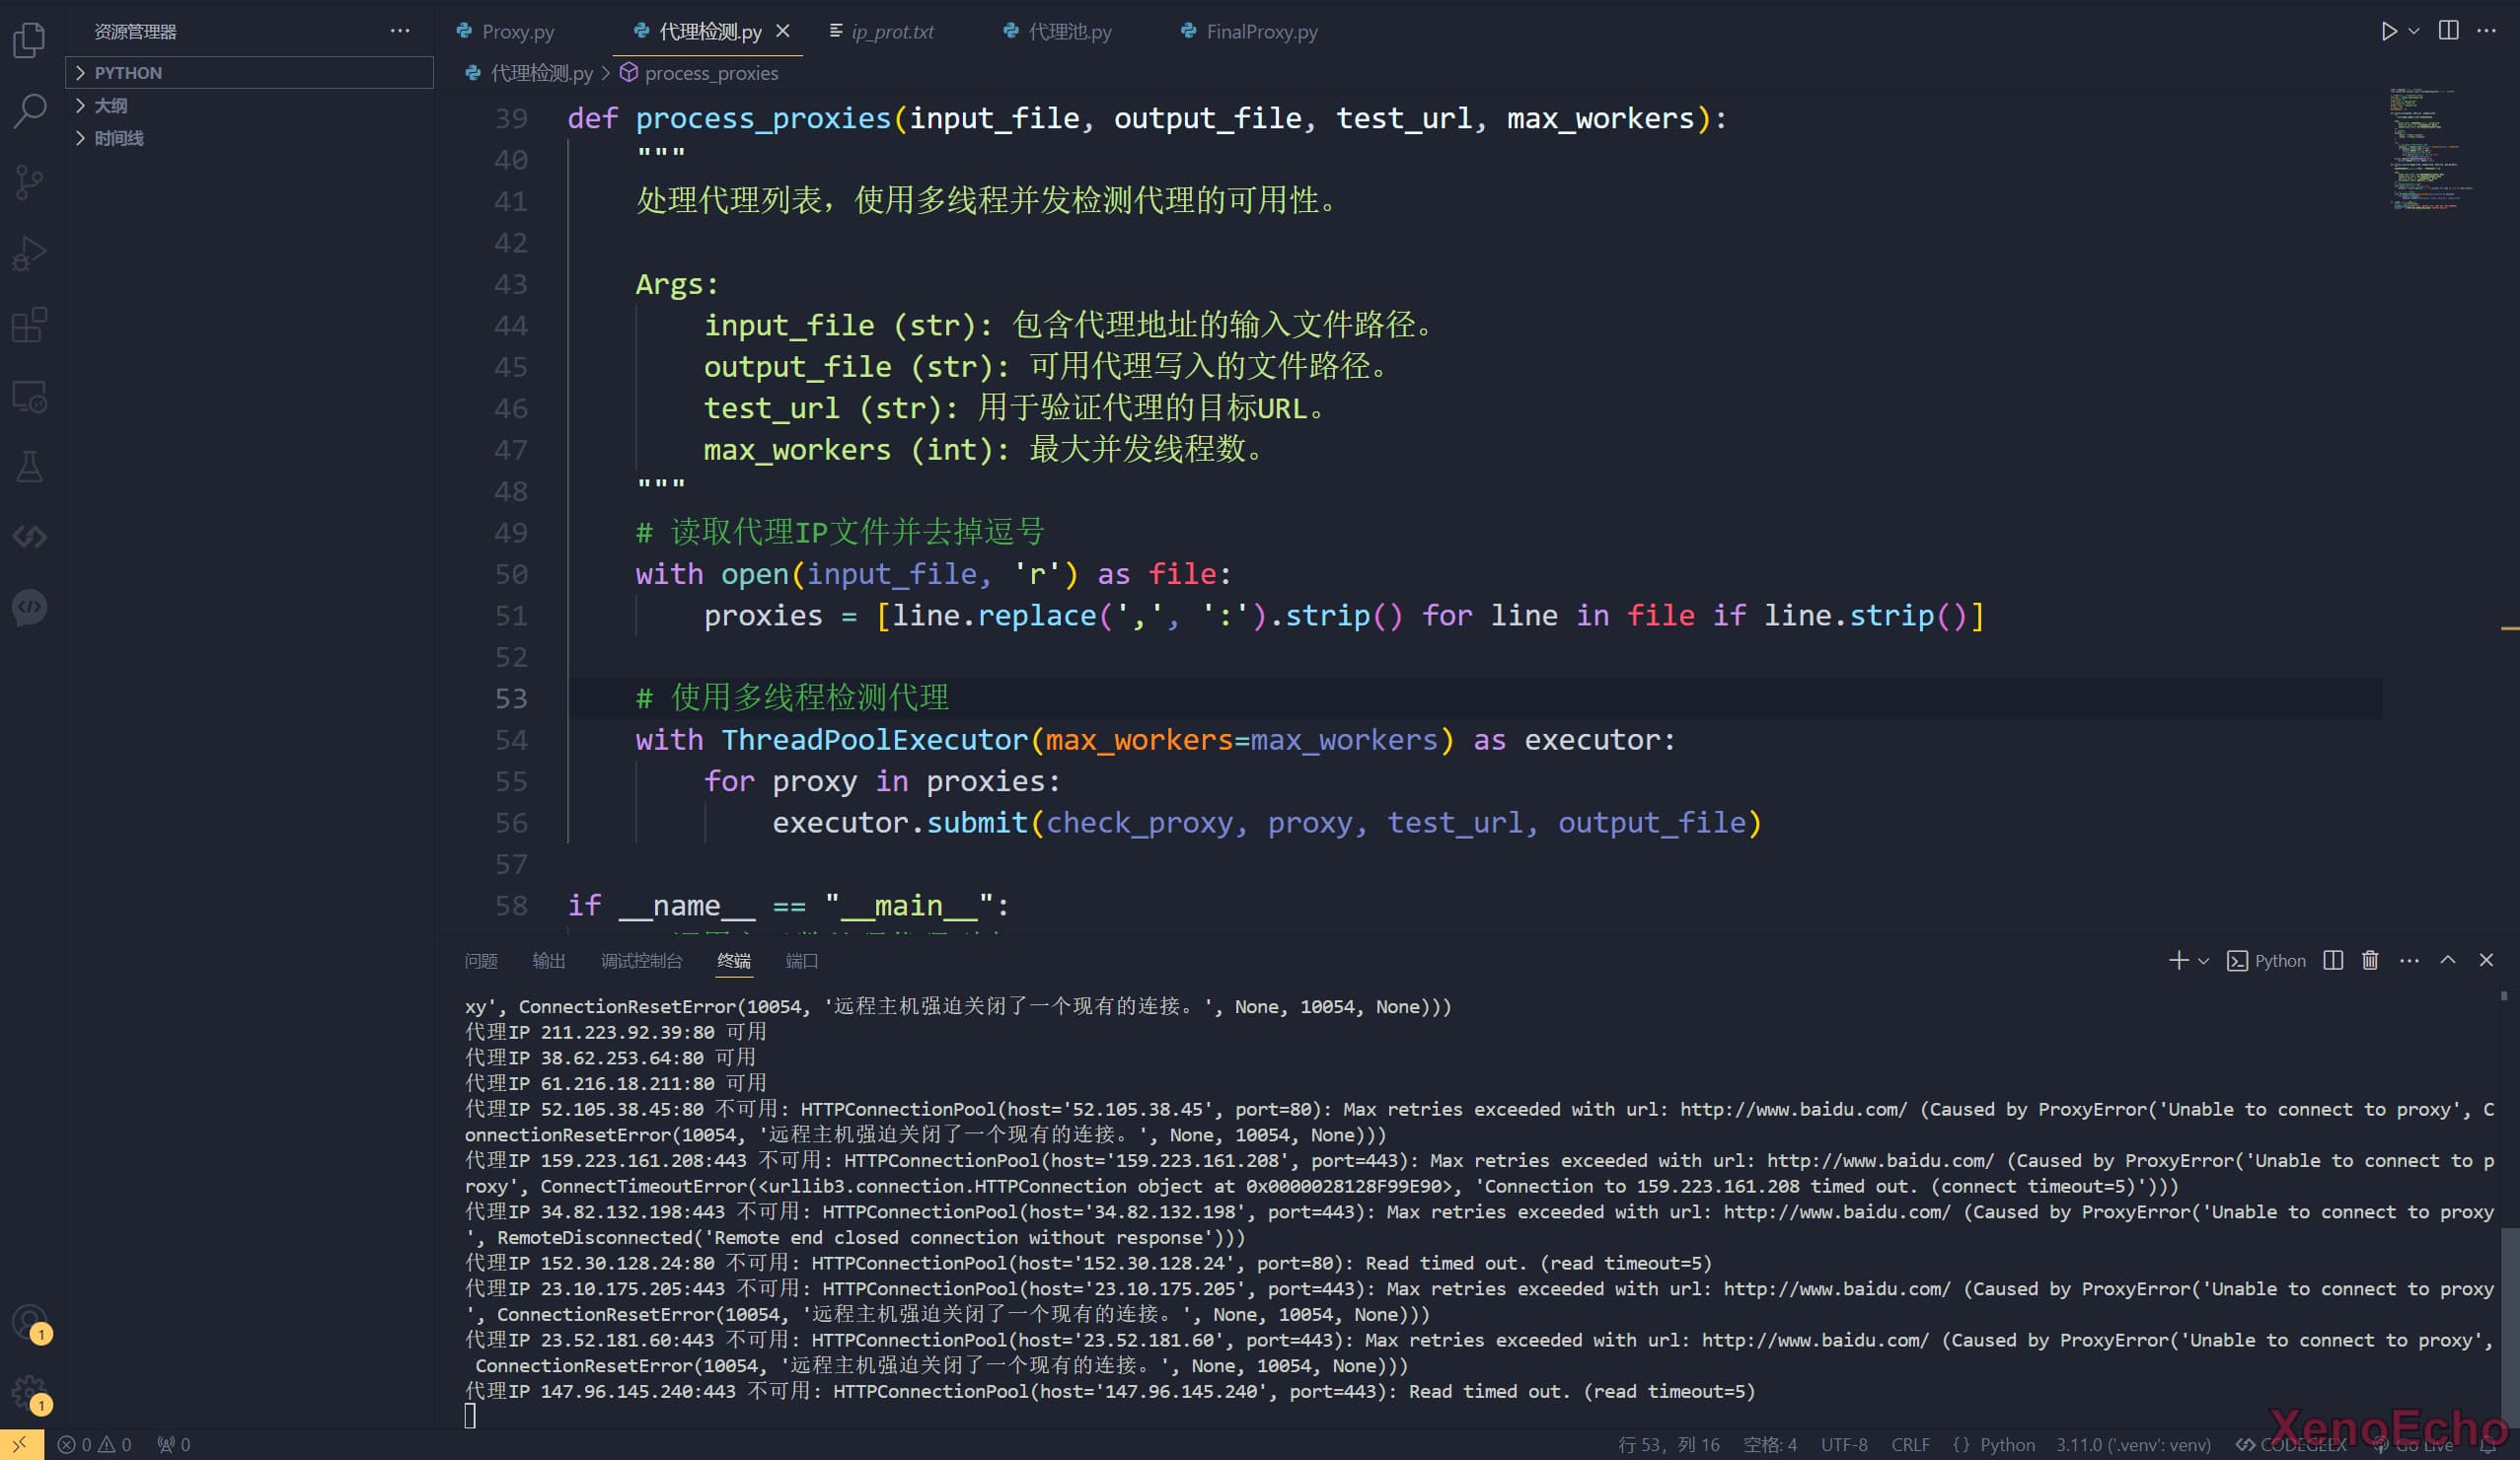 资源管理器
PYTHON
大纲
时间线
Proxy.py
代理检测.py
ip_prot.txt
代理池.py
FinalProxy.py
代理检测.py > process_proxies
39 def process_proxies(input_file, output_file, test_url, max_workers):
40 """
41 处理代理列表，使用多线程并发检测代理的可用性。
42
43 Args:
44 input_file (str): 包含代理地址的输入文件路径。
45 output_file (str): 可用代理写入的文件路径。
46 test_url (str): 用于验证代理的目标URL。
47 max_workers (int): 最大并发线程数。
48 """
49 # 读取代理IP文件并去掉逗号
50 with open(input_file, 'r') as file:
51 proxies = [line.replace(',', ':').strip() for line in file if line.strip()]
52
53 # 使用多线程检测代理
54 with ThreadPoolExecutor(max_workers=max_workers) as executor:
55 for proxy in proxies:
56 executor.submit(check_proxy, proxy, test_url, output_file)
57
58 if __name__ == "__main__":
问题 输出 调试控制台 终端 端口
Python
xy', ConnectionResetError(10054, '远程主机强迫关闭了一个现有的连接。', None, 10054, None)))
代理IP 211.223.92.39:80 可用
代理IP 38.62.253.64:80 可用
代理IP 61.216.18.211:80 可用
代理IP 52.105.38.45:80 不可用: HTTPConnectionPool(host='52.105.38.45', port=80): Max retries exceeded with url: http://www.baidu.com/ (Caused by ProxyError('Unable to connect to proxy', C
onnectionResetError(10054, '远程主机强迫关闭了一个现有的连接。', None, 10054, None)))
代理IP 159.223.161.208:443 不可用: HTTPConnectionPool(host='159.223.161.208', port=443): Max retries exceeded with url: http://www.baidu.com/ (Caused by ProxyError('Unable to connect to p
roxy', ConnectTimeoutError(<urllib3.connection.HTTPConnection object at 0x0000028128F99E90>, 'Connection to 159.223.161.208 timed out. (connect timeout=5)')))
代理IP 34.82.132.198:443 不可用: HTTPConnectionPool(host='34.82.132.198', port=443): Max retries exceeded with url: http://www.baidu.com/ (Caused by ProxyError('Unable to connect to proxy
', RemoteDisconnected('Remote end closed connection without response')))
代理IP 152.30.128.24:80 不可用: HTTPConnectionPool(host='152.30.128.24', port=80): Read timed out. (read timeout=5)
代理IP 23.10.175.205:443 不可用: HTTPConnectionPool(host='23.10.175.205', port=443): Max retries exceeded with url: http://www.baidu.com/ (Caused by ProxyError('Unable to connect to proxy
', ConnectionResetError(10054, '远程主机强迫关闭了一个现有的连接。', None, 10054, None)))
代理IP 23.52.181.60:443 不可用: HTTPConnectionPool(host='23.52.181.60', port=443): Max retries exceeded with url: http://www.baidu.com/ (Caused by ProxyError('Unable to connect to proxy',
ConnectionResetError(10054, '远程主机强迫关闭了一个现有的连接。', None, 10054, None)))
代理IP 147.96.145.240:443 不可用: HTTPConnectionPool(host='147.96.145.240', port=443): Read timed out. (read timeout=5)
1
1
0 0 0
行 53，列 16 空格: 4 UTF-8 CRLF {} Python 3.11.0 ('.venv': venv) CODEGEEX Go Live
XenoEcho